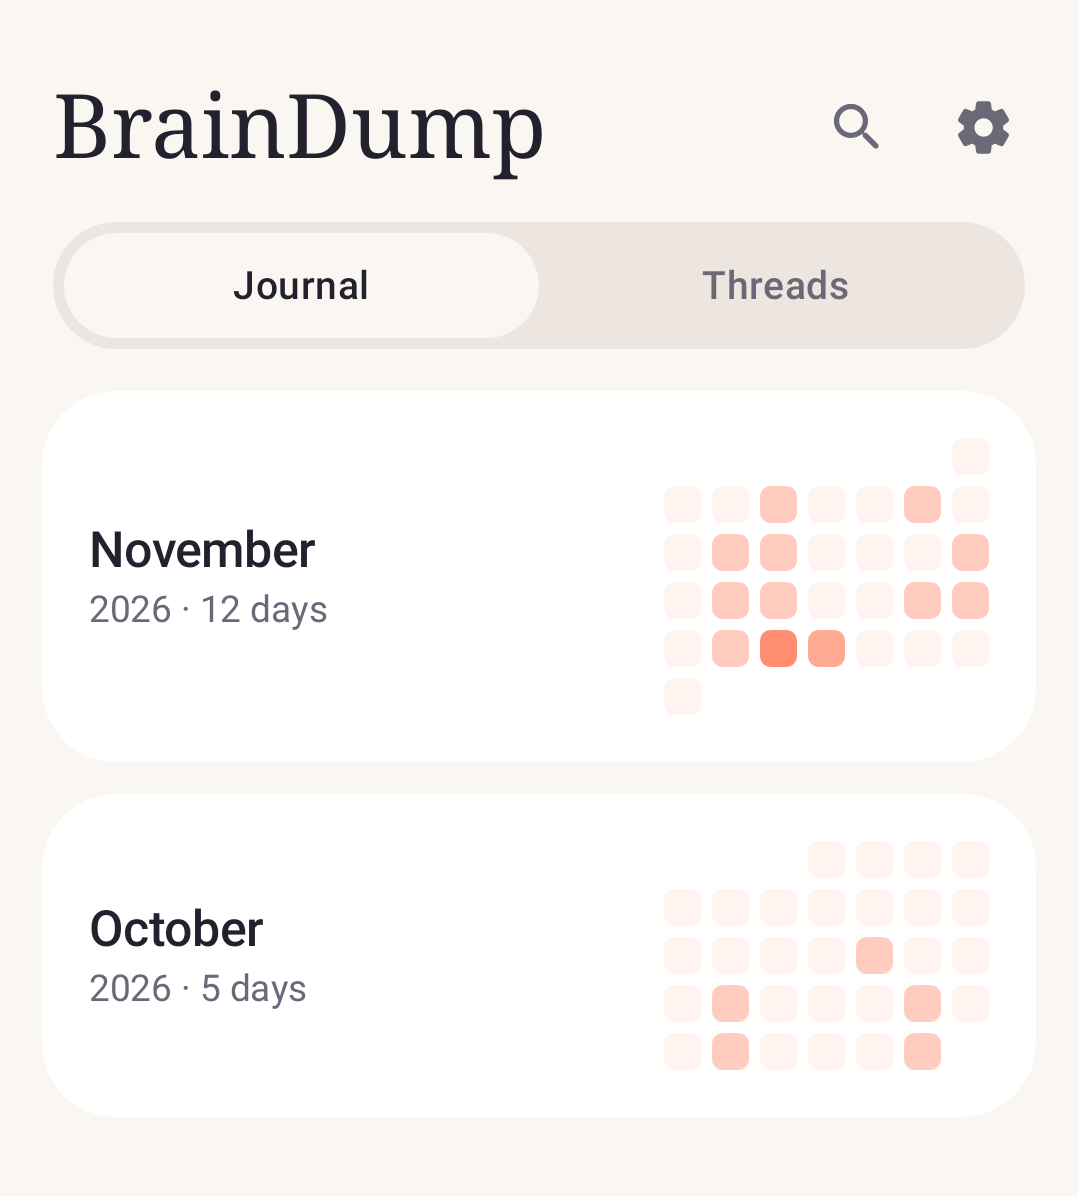 BrainDump
Journal
Threads
November
2026 · 12 days
October
2026 · 5 days